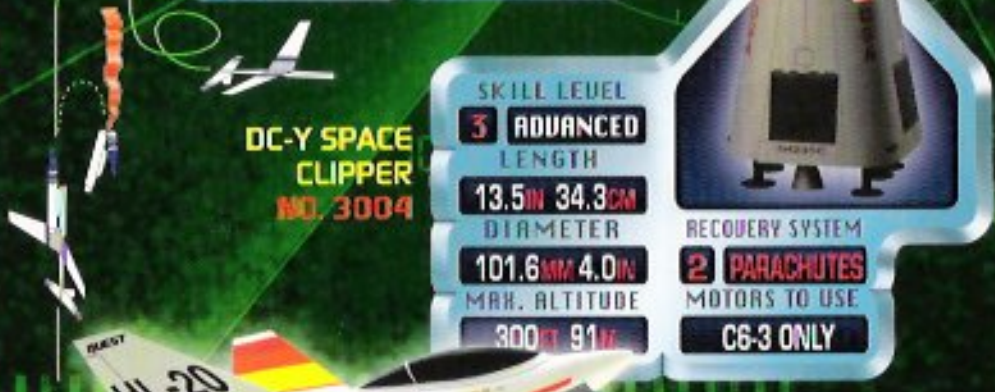 DC-Y SPACE
CLIPPER
NO. 3004
SKILL LEVEL
3 ADVANCED
LENGTH
13.5IN 34.3CM
DIAMETER
101.6MM 4.0IN
MAX. ALTITUDE
300FT 91M
RECOVERY SYSTEM
2 PARACHUTES
MOTORS TO USE
C6-3 ONLY
QUEST
HL-20